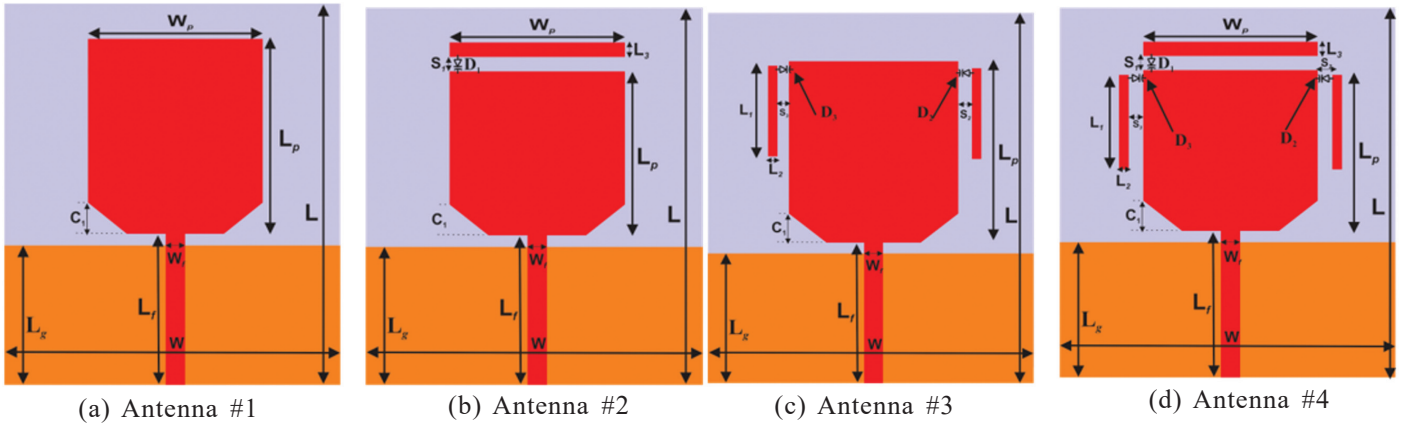 W_p
L_p
C_1
L
W_f
L_f
L_g
W
(a) Antenna #1
W_p
L_3
S_1 D_1
L_p
C_1
L
W_f
L_f
L_g
W
(b) Antenna #2
L_1
S_2
D_3
D_2
S_2
L_2
L_p
C_1
L
W_f
L_f
L_g
W
(c) Antenna #3
W_p
L_3
S_1 D_1
S_2
L_1
S_2
D_3
D_2
L_2
L_p
C_1
L
W_f
L_f
L_g
W
(d) Antenna #4